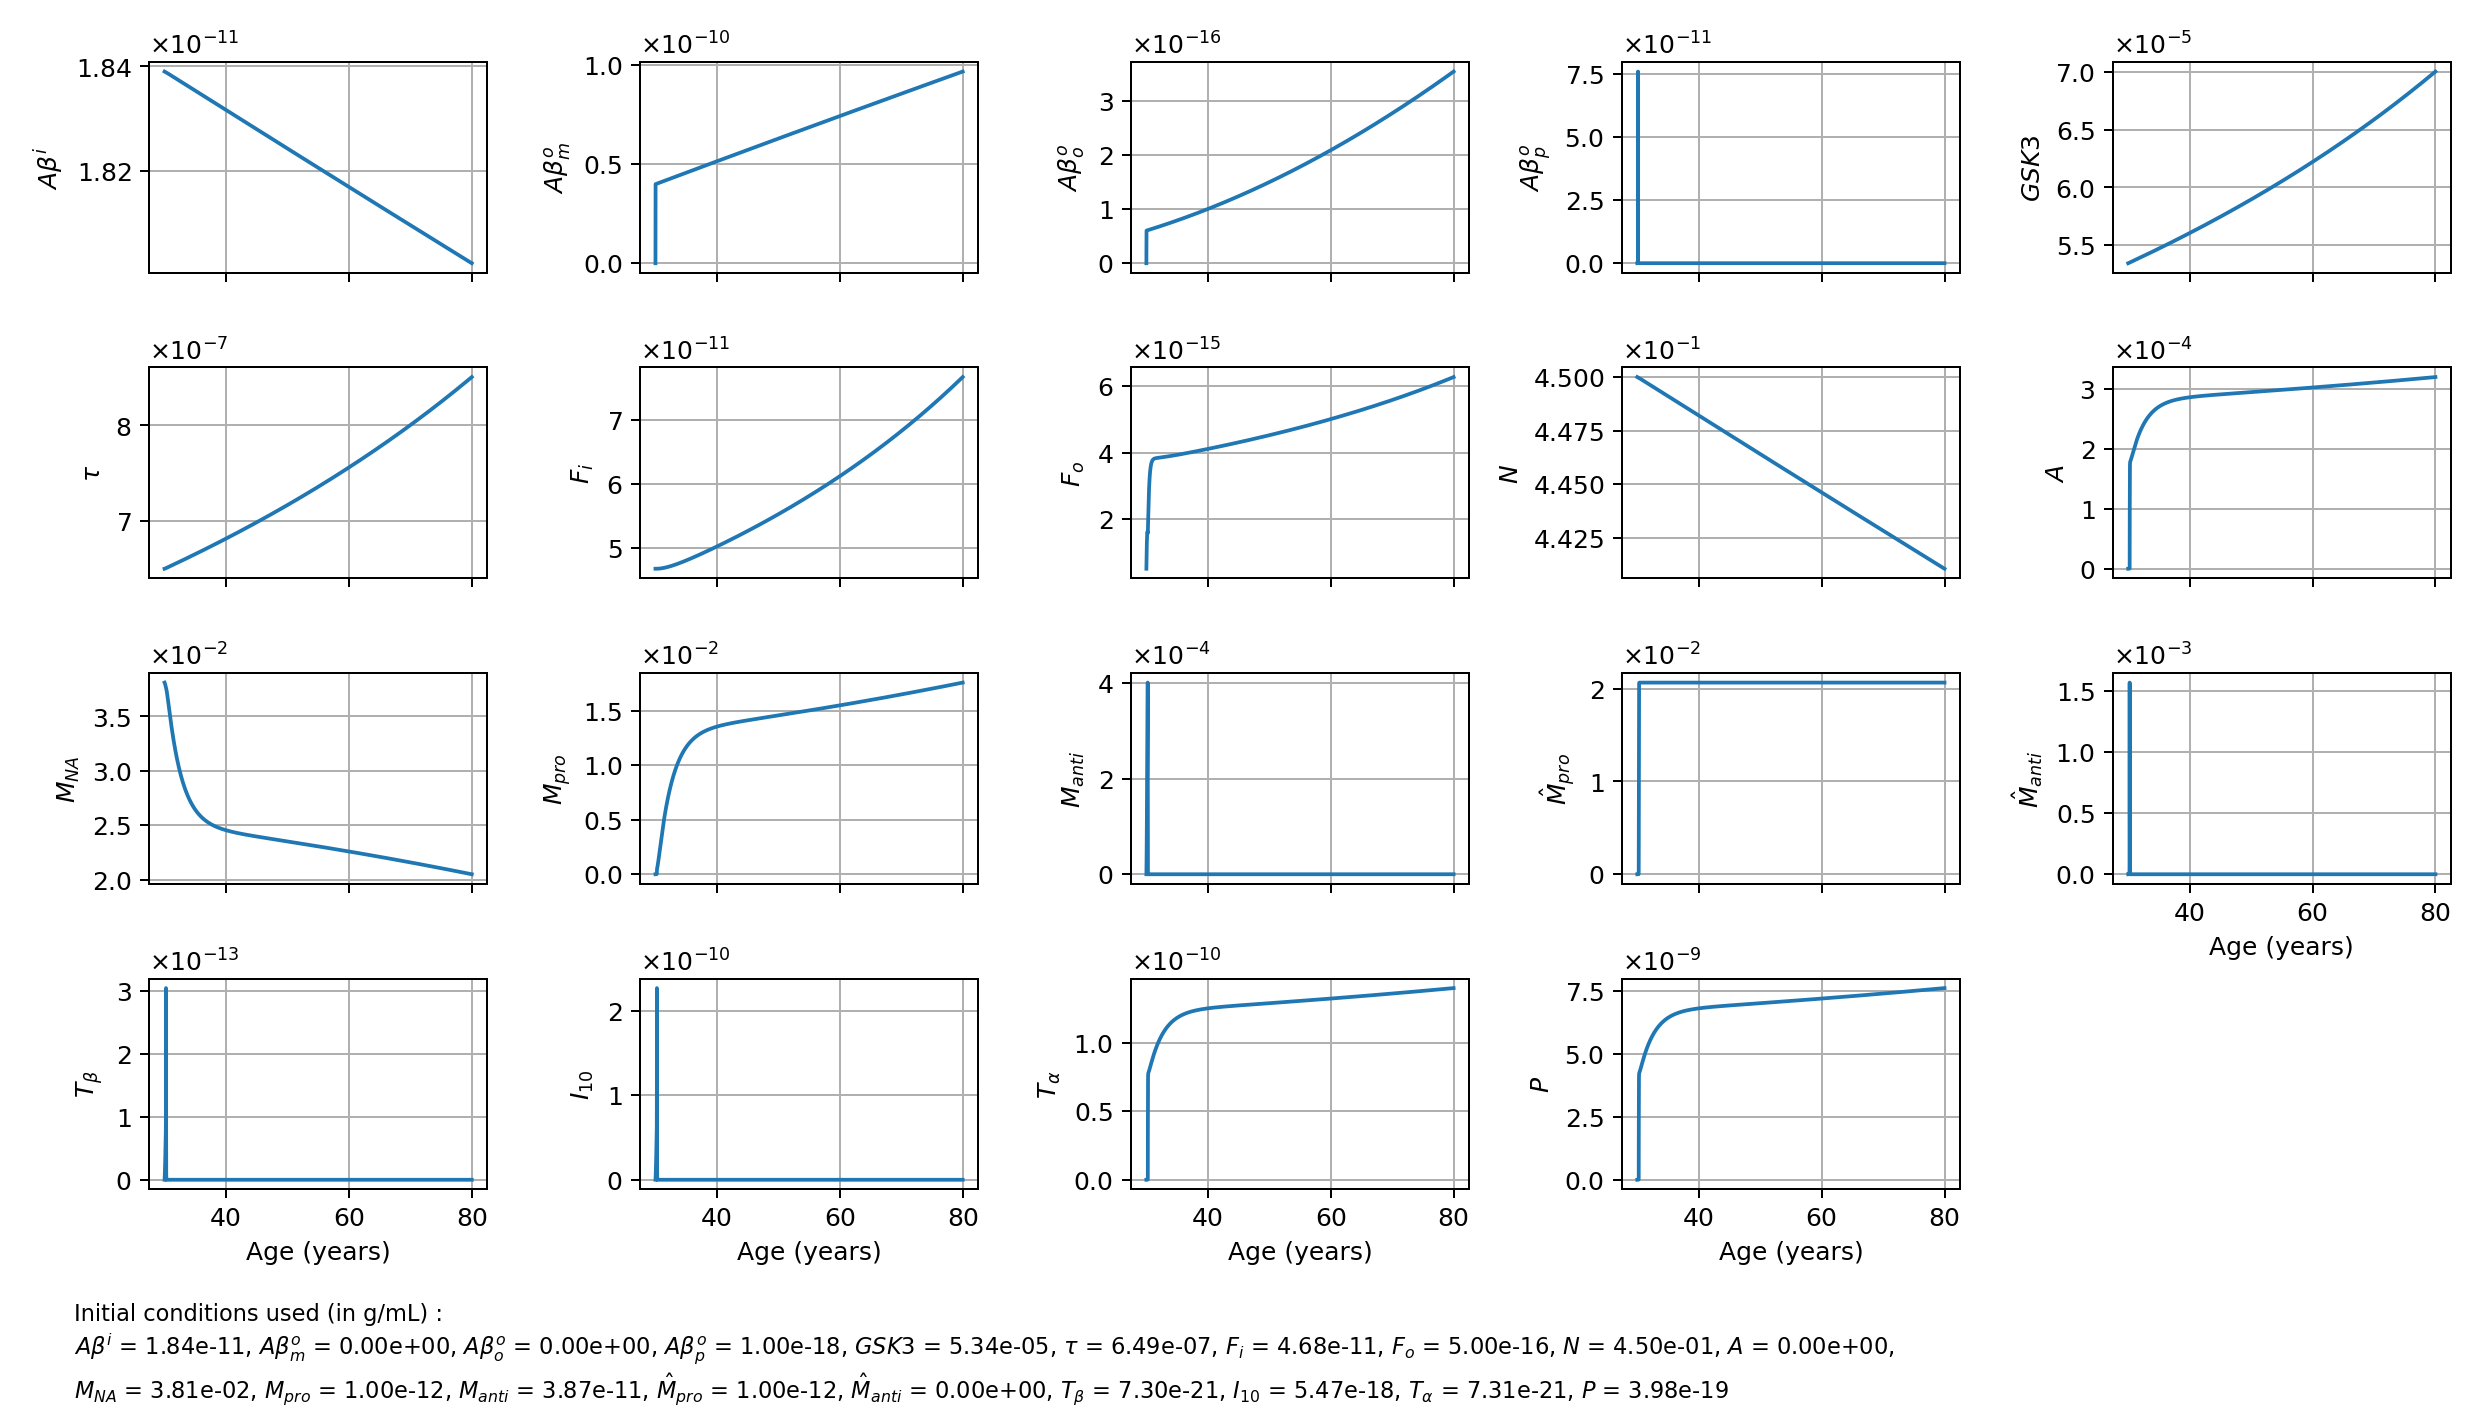 ×10⁻¹¹ ×10⁻¹⁰ ×10⁻¹⁶ ×10⁻¹¹ ×10⁻⁵
1.84 1.0 3 7.5 7.0
1.82 0.5 2 5.0 6.5
0.0 1 2.5 6.0
0 0.0 5.5
Aβⁱ Aβₘᵒ Aβₒᵒ Aβₚᵒ GSK3
×10⁻⁷ ×10⁻¹¹ ×10⁻¹⁵ ×10⁻¹ ×10⁻⁴
8 7 6 4.500 3
7 6 4 4.475 2
5 2 4.450 1
4.425 0
τ Fᵢ Fₒ N A
×10⁻² ×10⁻² ×10⁻⁴ ×10⁻² ×10⁻³
3.5 1.5 4 2 1.5
3.0 1.0 2 1 1.0
2.5 0.5 0 0 0.5
2.0 0.0 0.0
M_NA M_pro M_anti M̂_pro M̂_anti
40 60 80
Age (years)
×10⁻¹³ ×10⁻¹⁰ ×10⁻¹⁰ ×10⁻⁹
3 2 1.0 7.5
2 1 0.5 5.0
1 0 0.0 2.5
0 0.0
T_β I₁₀ T_α P
40 60 80 40 60 80 40 60 80 40 60 80
Age (years) Age (years) Age (years) Age (years)
Initial conditions used (in g/mL) :
Aβⁱ = 1.84e-11, Aβₘᵒ = 0.00e+00, Aβₒᵒ = 0.00e+00, Aβₚᵒ = 1.00e-18, GSK3 = 5.34e-05, τ = 6.49e-07, Fᵢ = 4.68e-11, Fₒ = 5.00e-16, N = 4.50e-01, A = 0.00e+00,
M_NA = 3.81e-02, M_pro = 1.00e-12, M_anti = 3.87e-11, M̂_pro = 1.00e-12, M̂_anti = 0.00e+00, T_β = 7.30e-21, I₁₀ = 5.47e-18, T_α = 7.31e-21, P = 3.98e-19